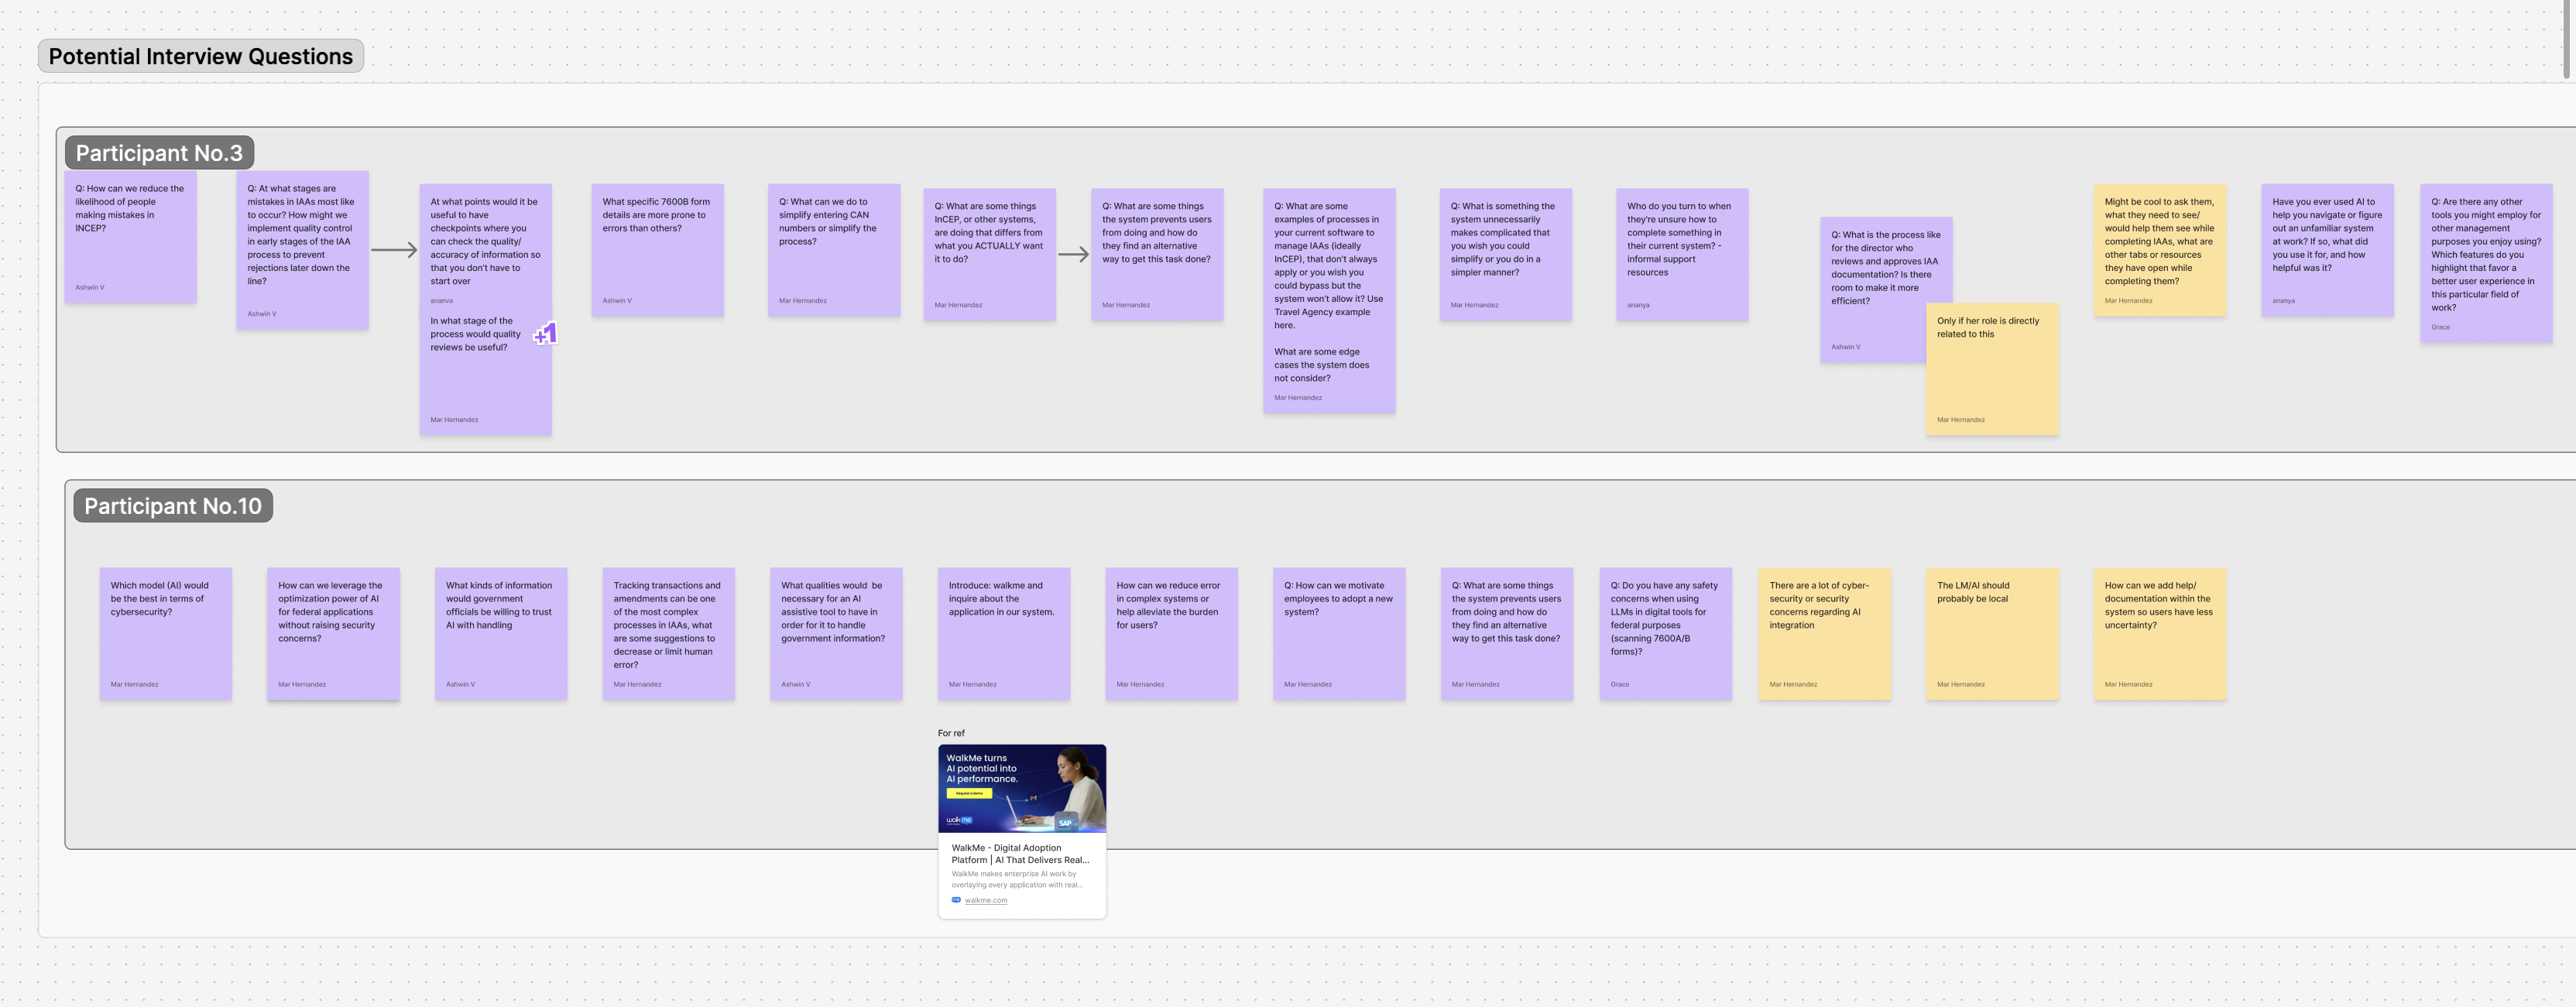 Potential Interview Questions
Participant No.3
Q: How can we reduce the
likelihood of people
making mistakes in
INCEP?
Ashwin V
Q: At what stages are
mistakes in IAAs most like
to occur? How might we
implement quality control
in early stages of the IAA
process to prevent
rejections later down the
line?
Ashwin V
At what points would it be
useful to have
checkpoints where you
can check the quality/
accuracy of information so
that you don't have to
start over
ananya
In what stage of the
process would quality
reviews be useful?
+1
Mar Hernandez
What specific 7600B form
details are more prone to
errors than others?
Ashwin V
Q: What can we do to
simplify entering CAN
numbers or simplify the
process?
Mar Hernandez
Q: What are some things
InCEP, or other systems,
are doing that differs from
what you ACTUALLY want
it to do?
Mar Hernandez
Q: What are some things
the system prevents users
from doing and how do
they find an alternative
way to get this task done?
Mar Hernandez
Q: What are some
examples of processes in
your current software to
manage IAAs (ideally
InCEP), that don't always
apply or you wish you
could bypass but the
system won't allow it? Use
Travel Agency example
here.
What are some edge
cases the system does
not consider?
Mar Hernandez
Q: What is something the
system unnecessarily
makes complicated that
you wish you could
simplify or you do in a
simpler manner?
Mar Hernandez
Who do you turn to when
they're unsure how to
complete something in
their current system? -
informal support
resources
ananya
Q: What is the process like
for the director who
reviews and approves IAA
documentation? Is there
room to make it more
efficient?
Ashwin V
Only if her role is directly
related to this
Mar Hernandez
Might be cool to ask them,
what they need to see/
would help them see while
completing IAAs, what are
other tabs or resources
they have open while
completing them?
Mar Hernandez
Have you ever used AI to
help you navigate or figure
out an unfamiliar system
at work? If so, what did
you use it for, and how
helpful was it?
ananya
Q: Are there any other
tools you might employ for
other management
purposes you enjoy using?
Which features do you
highlight that favor a
better user experience in
this particular field of
work?
Grace
Participant No.10
Which model (AI) would
be the best in terms of
cybersecurity?
Mar Hernandez
How can we leverage the
optimization power of AI
for federal applications
without raising security
concerns?
Mar Hernandez
What kinds of information
would government
officials be willing to trust
AI with handling
Ashwin V
Tracking transactions and
amendments can be one
of the most complex
processes in IAAs, what
are some suggestions to
decrease or limit human
error?
Mar Hernandez
What qualities would  be
necessary for an AI
assistive tool to have in
order for it to handle
government information?
Ashwin V
Introduce: walkme and
inquire about the
application in our system.
Mar Hernandez
How can we reduce error
in complex systems or
help alleviate the burden
for users?
Mar Hernandez
Q: How can we motivate
employees to adopt a new
system?
Mar Hernandez
Q: What are some things
the system prevents users
from doing and how do
they find an alternative
way to get this task done?
Mar Hernandez
Q: Do you have any safety
concerns when using
LLMs in digital tools for
federal purposes
(scanning 7600A/B
forms)?
Grace
There are a lot of cyber-
security or security
concerns regarding AI
integration
Mar Hernandez
The LM/AI should
probably be local
Mar Hernandez
How can we add help/
documentation within the
system so users have less
uncertainty?
Mar Hernandez
For ref
WalkMe turns
AI potential into
AI performance.
Request a demo
walkme
SAP
WalkMe - Digital Adoption
Platform | AI That Delivers Real...
WalkMe makes enterprise AI work by
overlaying every application with real...
walkme.com